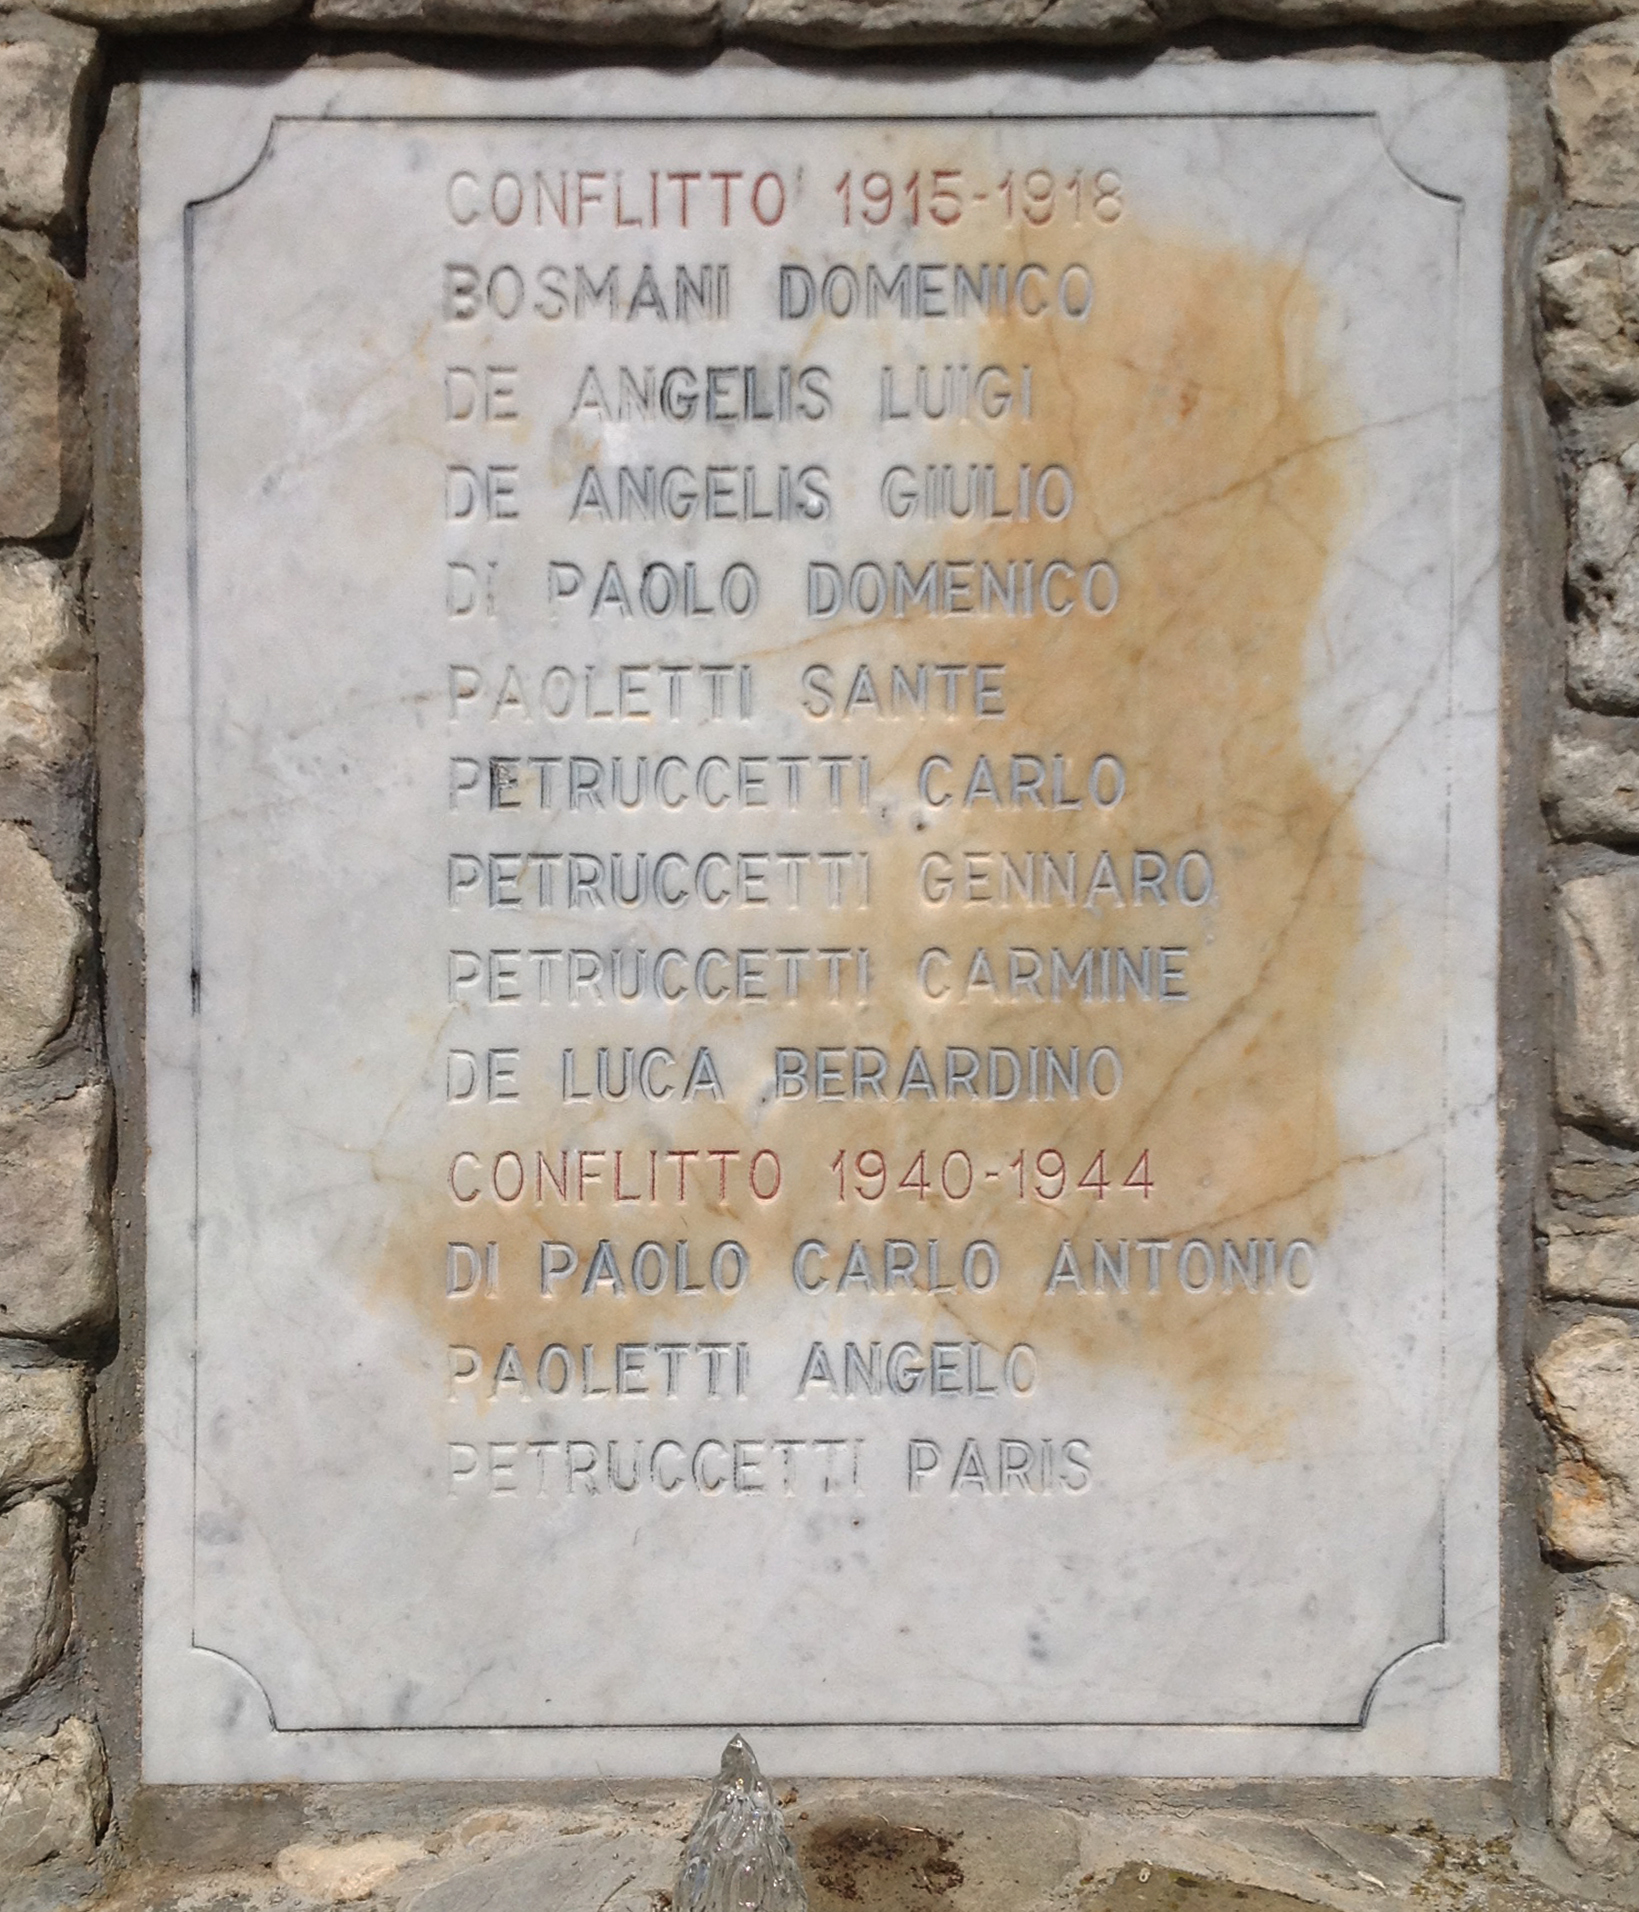 CONFLITTO 1915-1918
BOSMANI DOMENICO
DE ANGELIS LUIGI
DE ANGELIS GIULIO
DI PAOLO DOMENICO
PAOLETTI SANTE
PETRUCCETTI CARLO
PETRUCCETTI GENNARO
PETRUCCETTI CARMINE
DE LUCA BERARDINO
CONFLITTO 1940-1944
DI PAOLO CARLO ANTONIO
PAOLETTI ANGELO
PETRUCCETTI PARIS